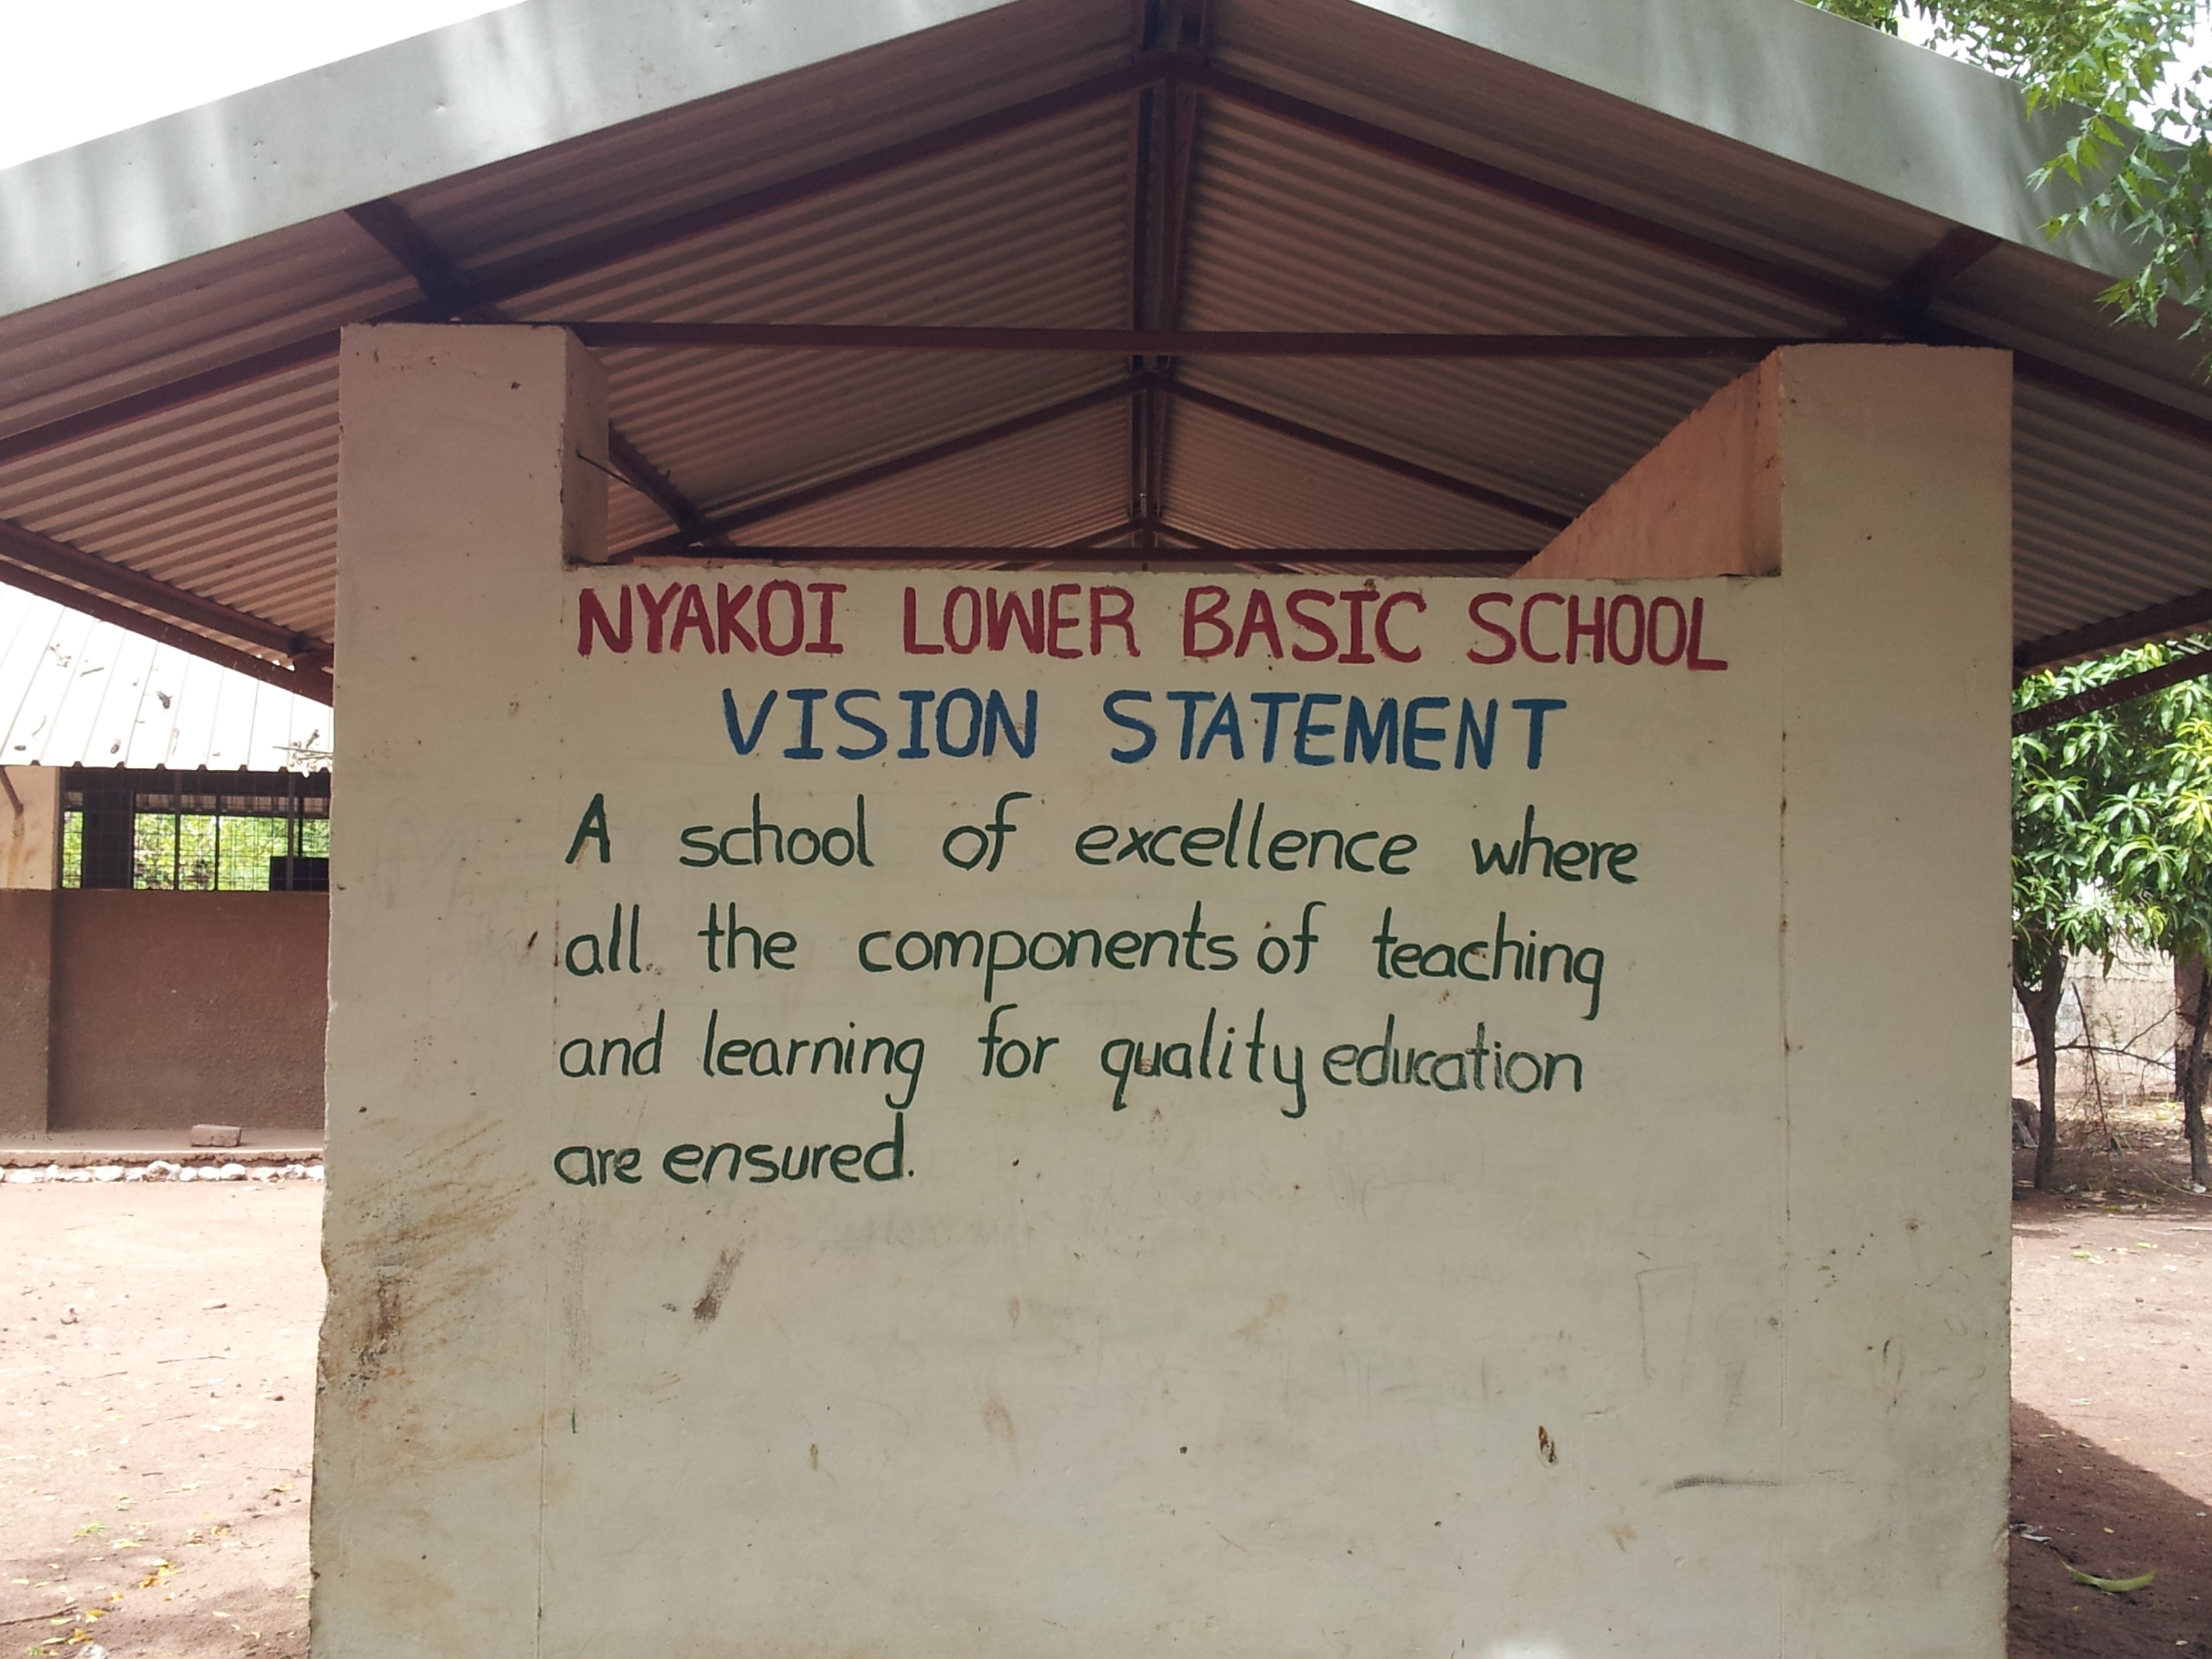 NYAKOI LOWER BASIC SCHOOL
VISION STATEMENT
A school of excellence where
all the components of teaching
and learning for quality education
are ensured.